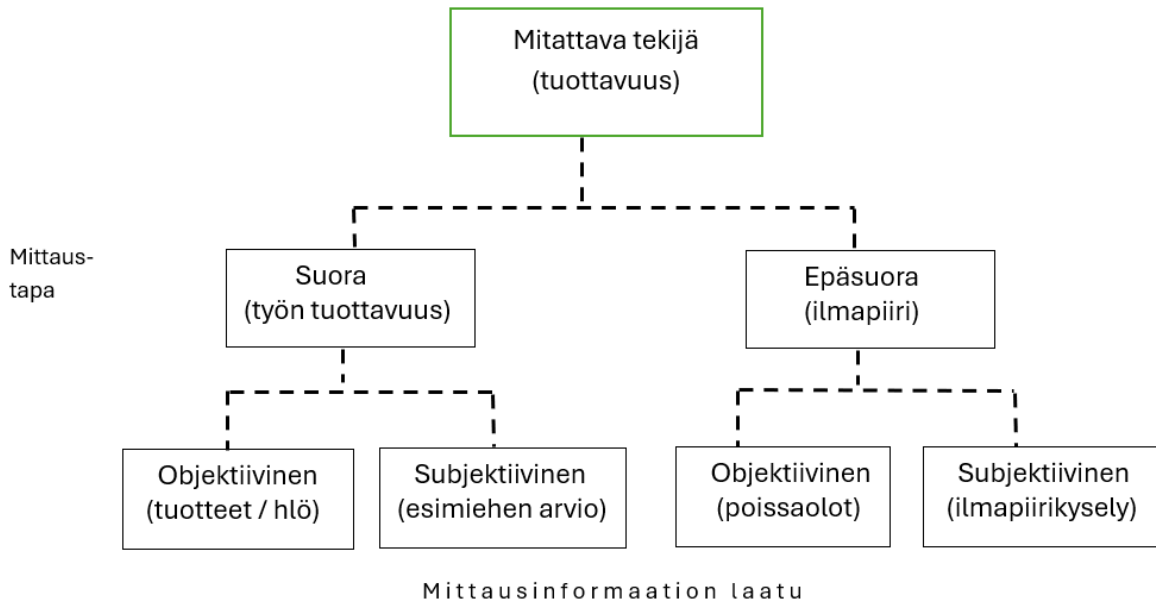 Mitattava tekijä
(tuottavuus)
Mittaus-
tapa
Suora
(työn tuottavuus)
Epäsuora
(ilmapiiri)
Objektiivinen
(tuotteet / hlö)
Subjektiivinen
(esimiehen arvio)
Objektiivinen
(poissaolot)
Subjektiivinen
(ilmapiirikysely)
Mittausinformaation laatu